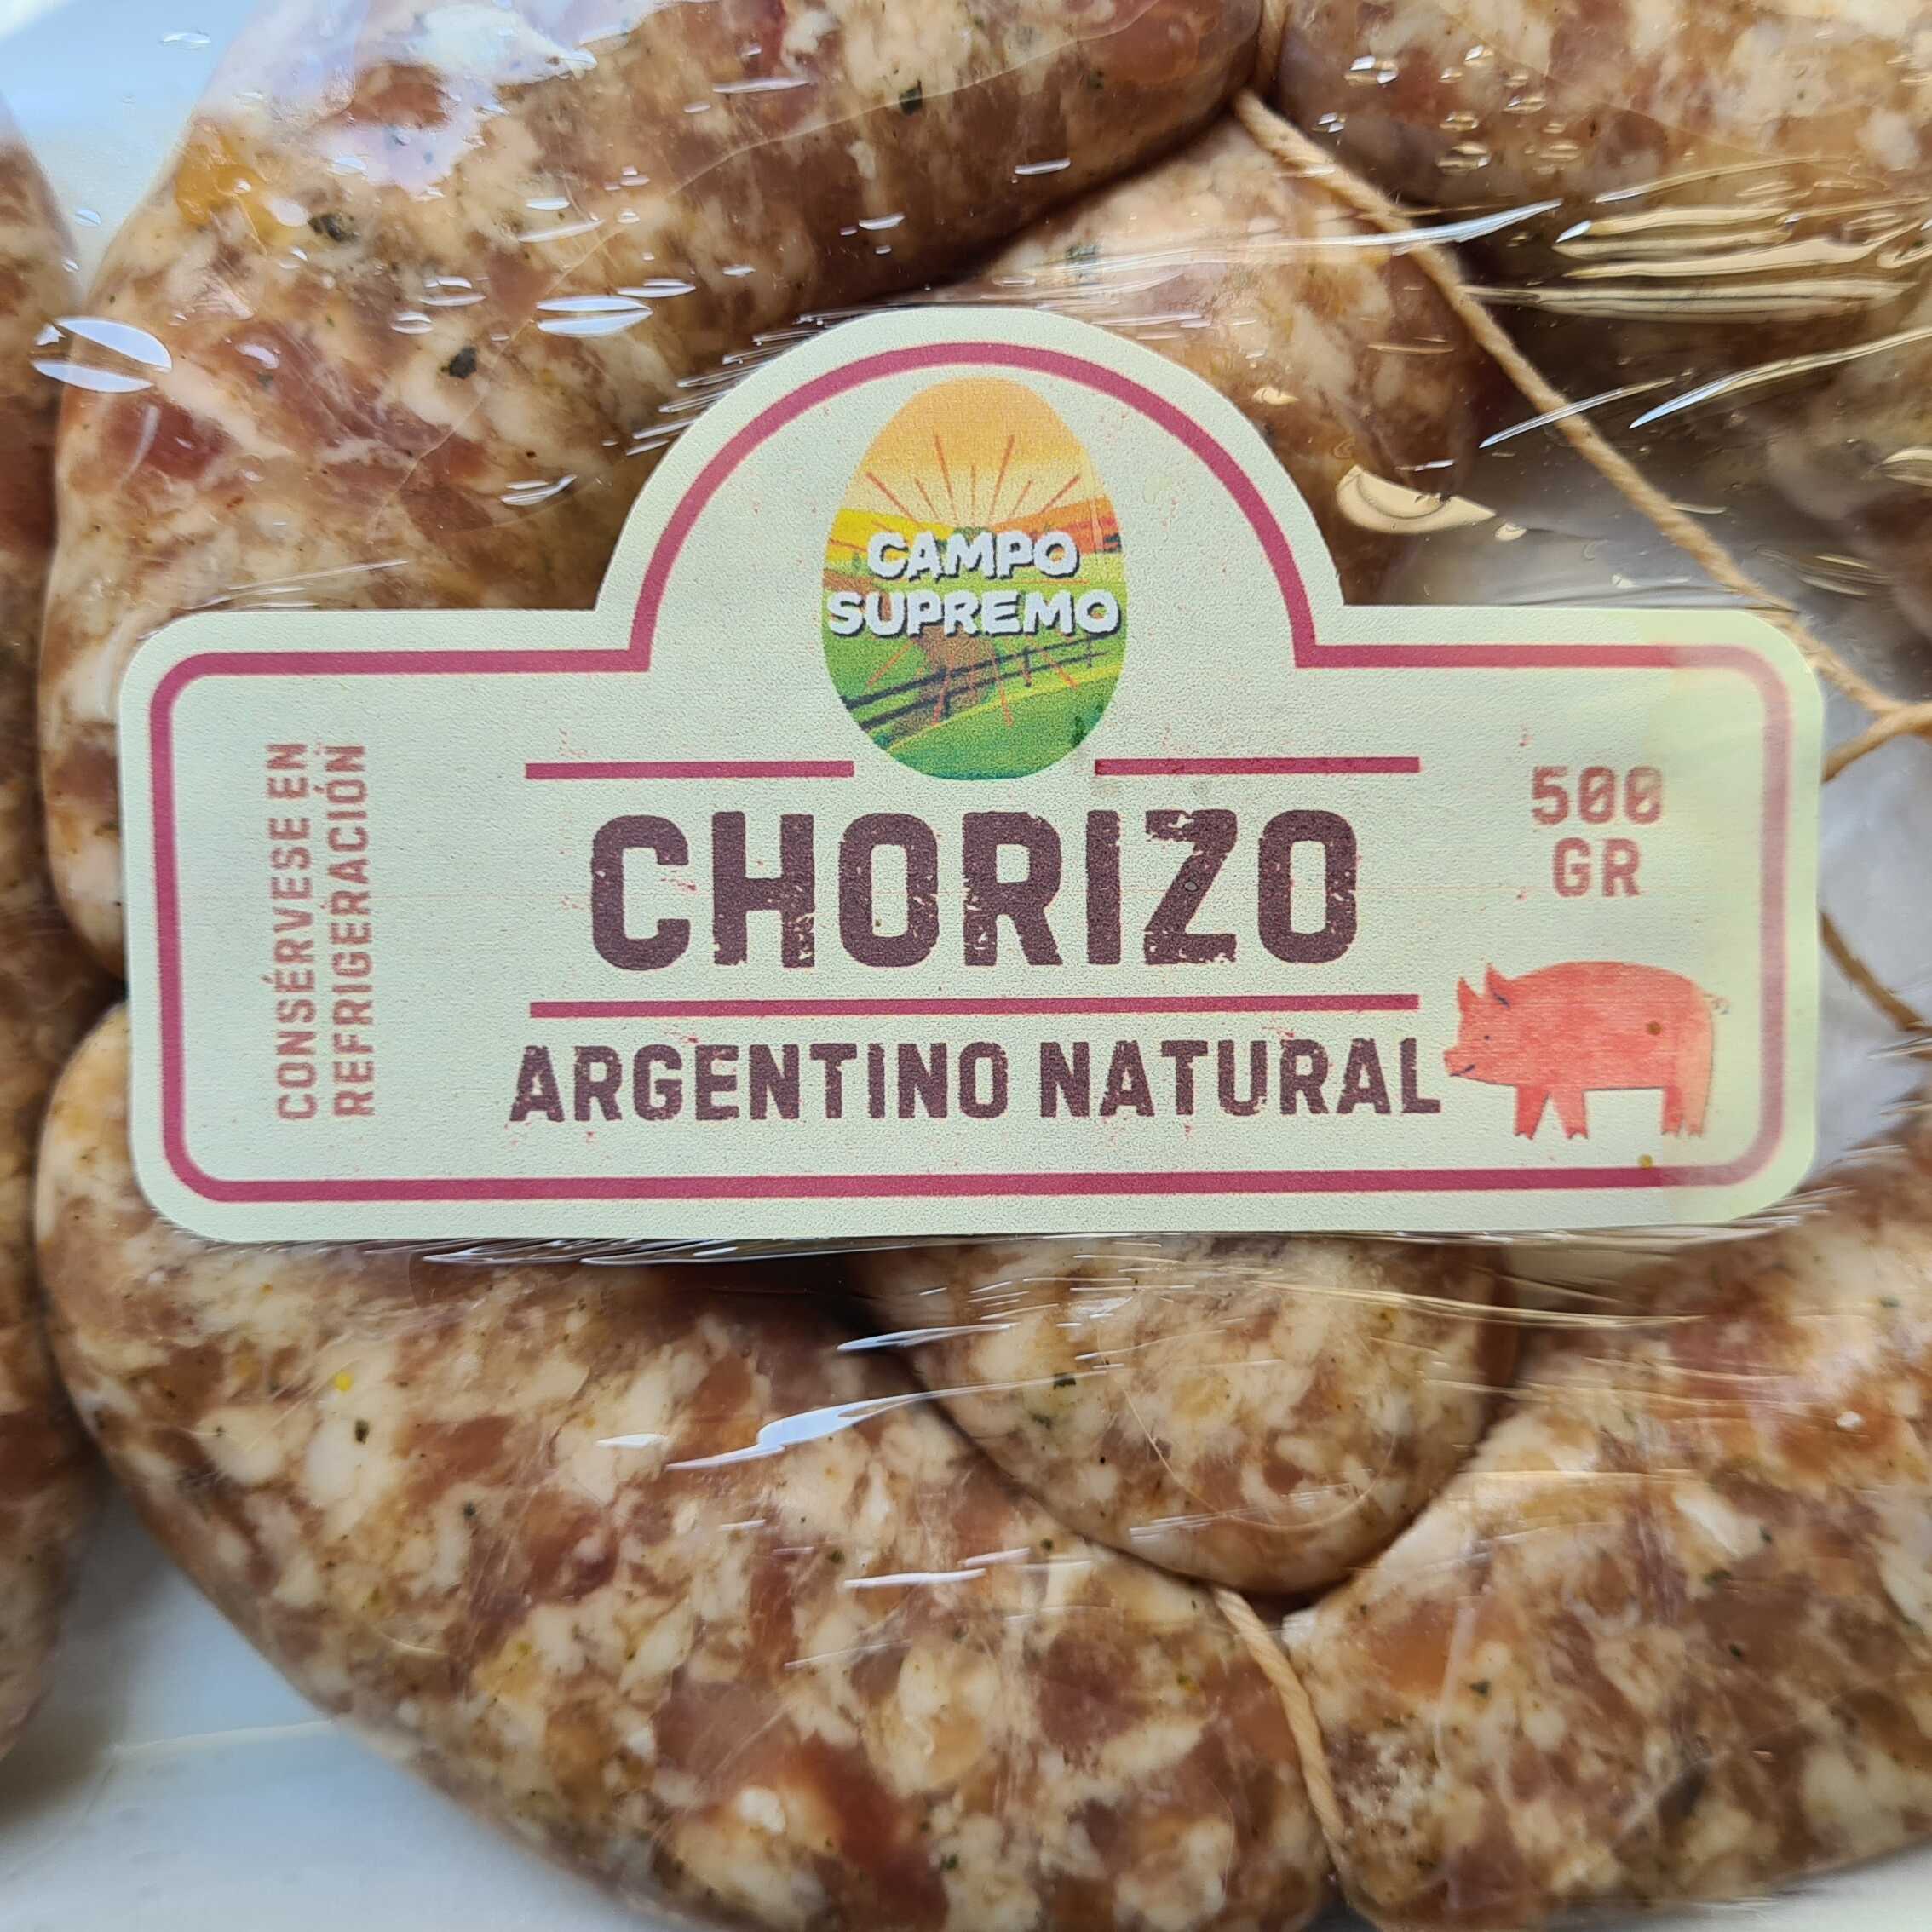 CAMPO
SUPREMO
CONSÉRVESE EN
REFRIGERACIÓN
CHORIZO
ARGENTINO NATURAL
500
GR